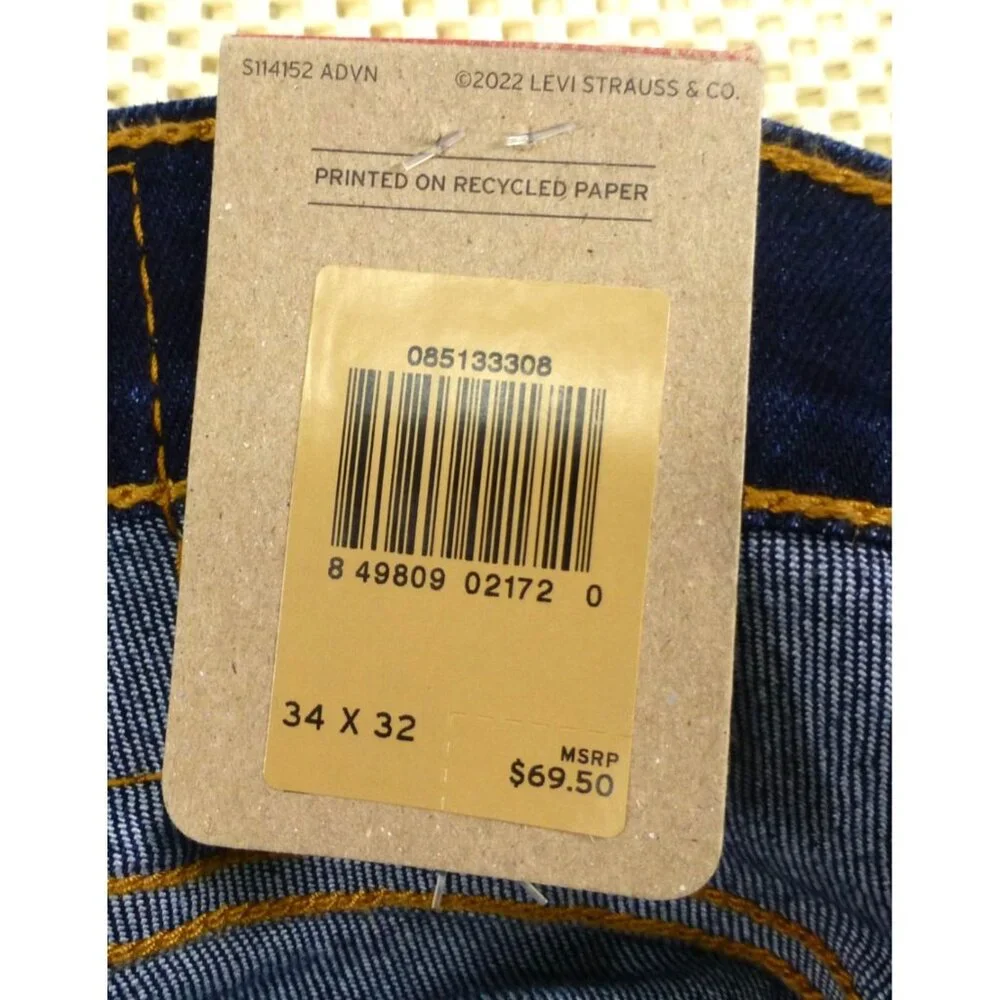 S114152 ADVN ©2022 LEVI STRAUSS & CO.
PRINTED ON RECYCLED PAPER
085133308
8 49809 02172 0
34 X 32
MSRP
$69.50